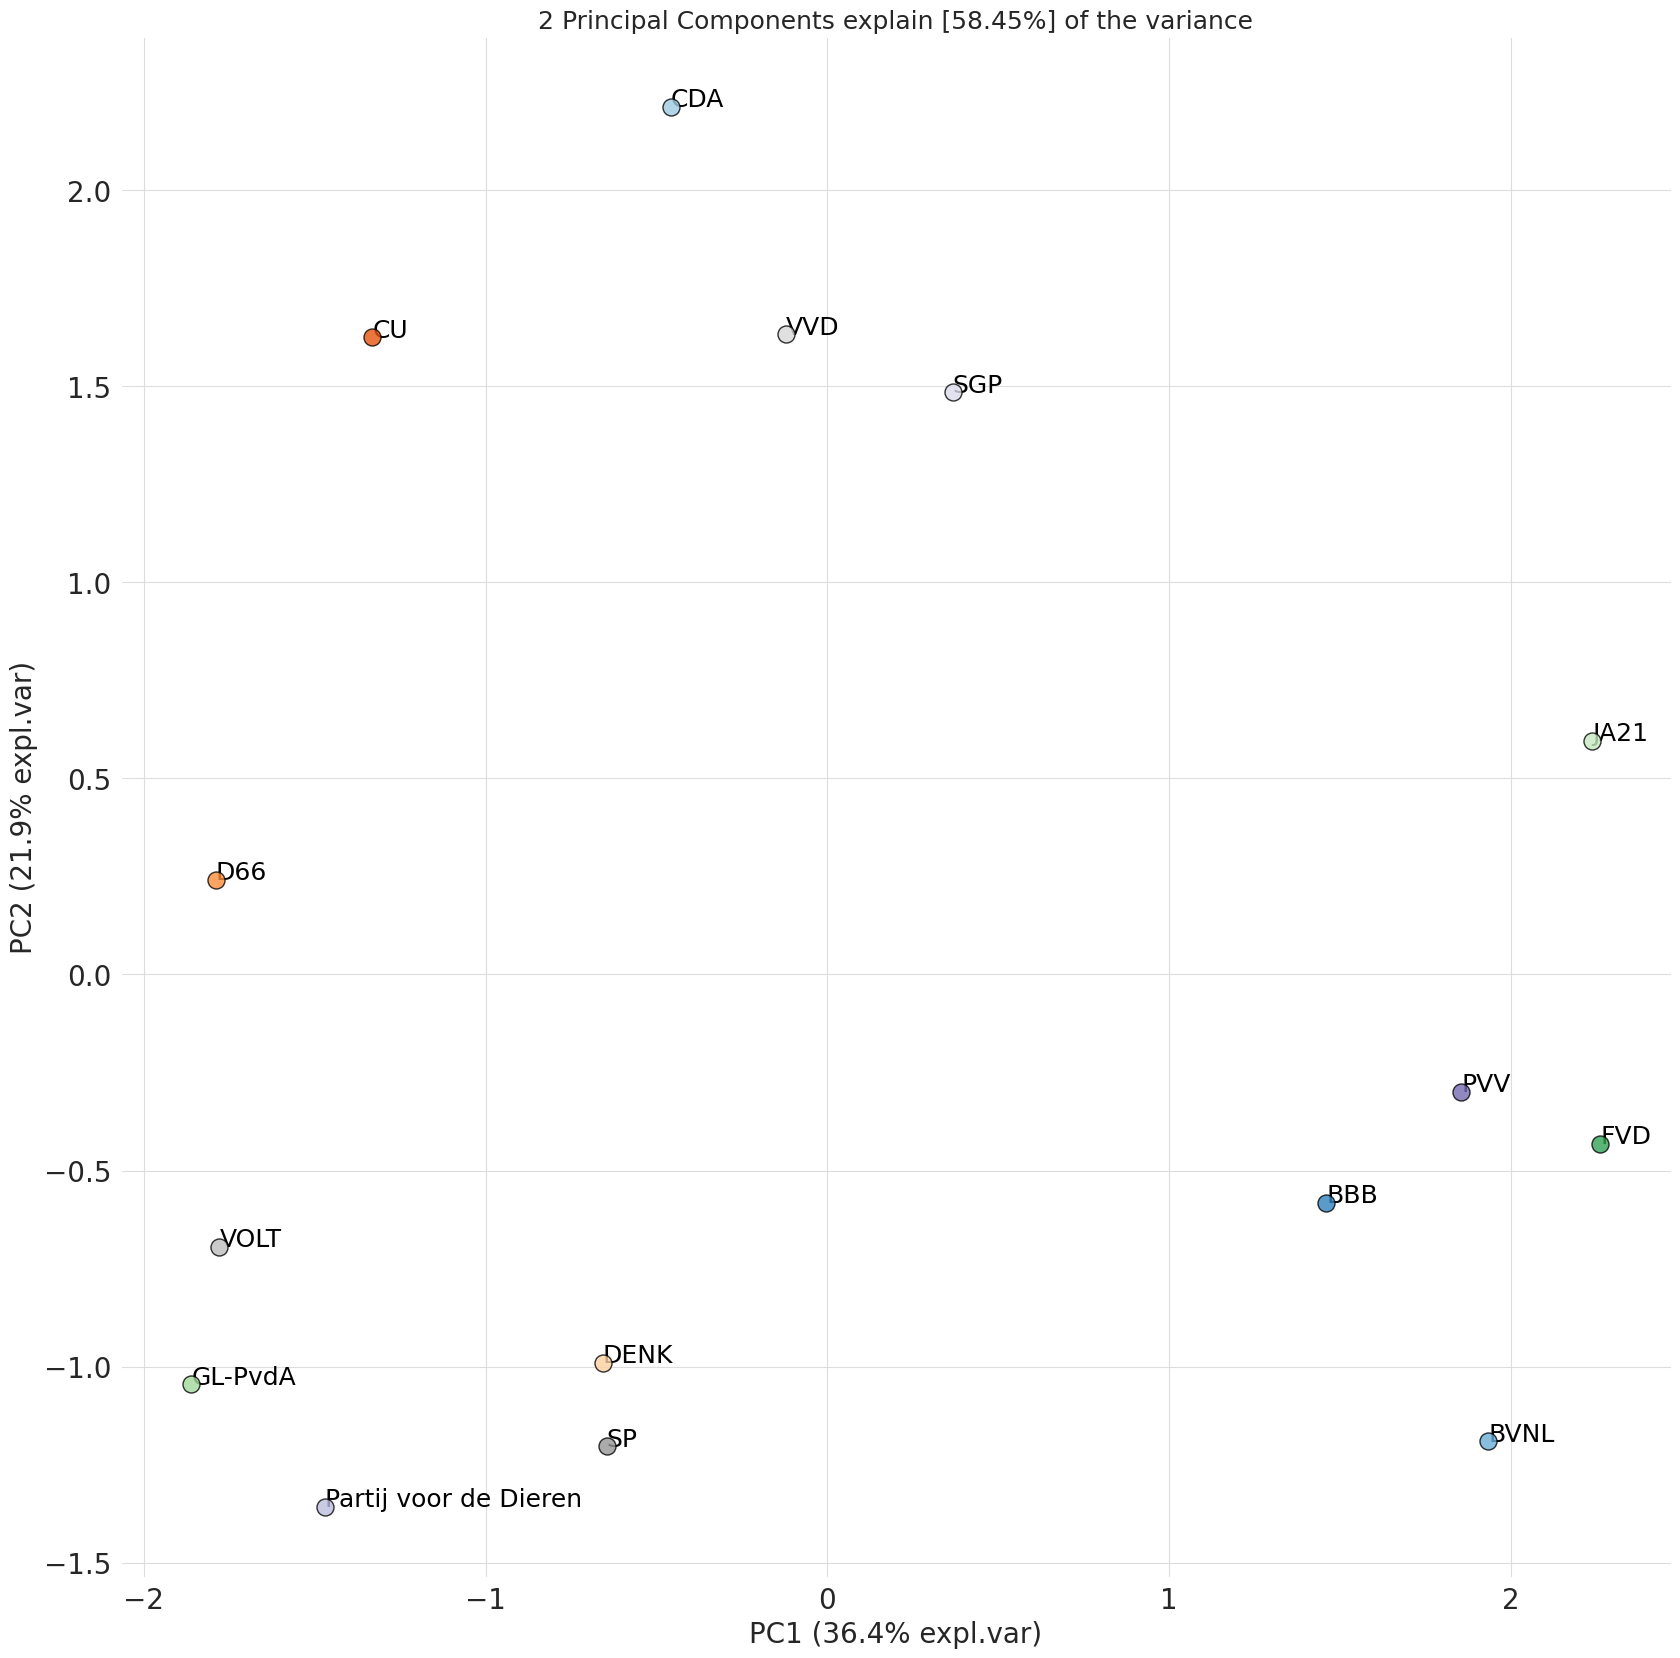 2 Principal Components explain [58.45%] of the variance
CDA
2.0
CU
VVD
1.5
SGP
1.0
JA21
0.5
D66
PC2 (21.9% expl.var)
0.0
PVV
FVD
−0.5
BBB
VOLT
DENK
−1.0
GL-PvdA
SP
BVNL
Partij voor de Dieren
−1.5
−2 −1 0 1 2
PC1 (36.4% expl.var)